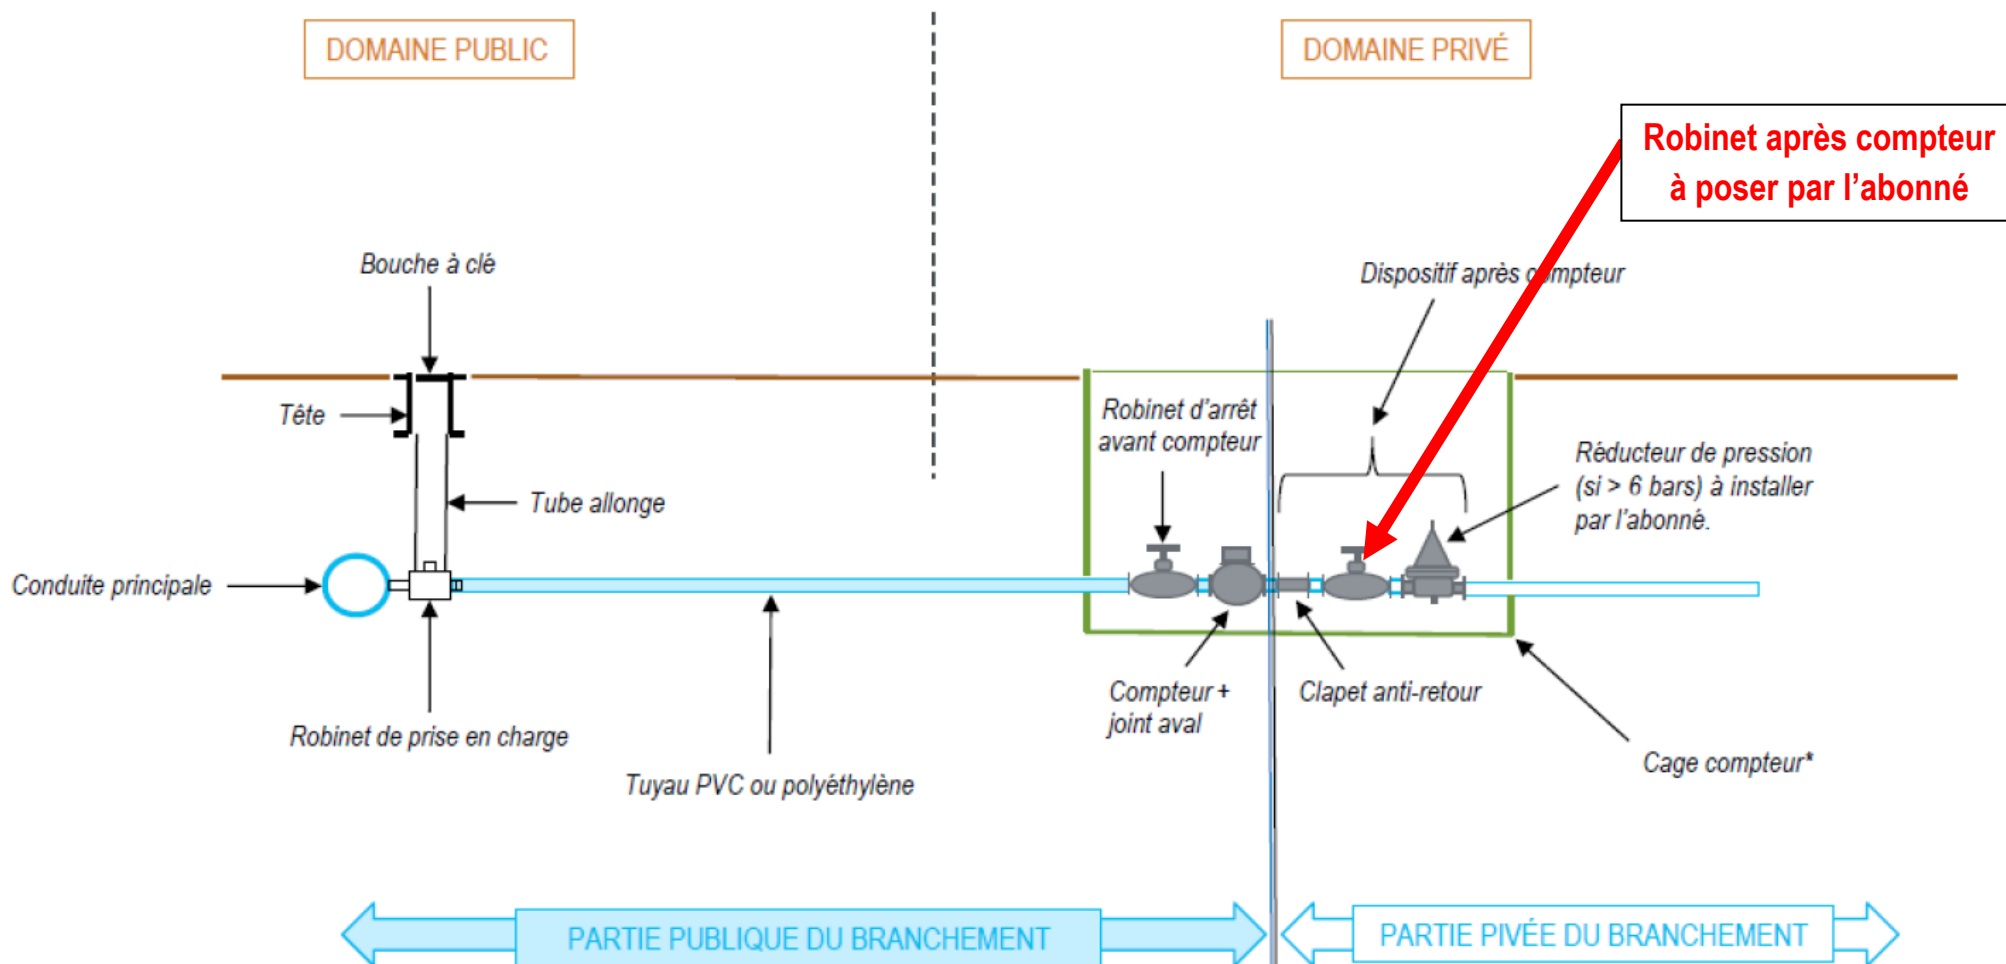 DOMAINE PUBLIC
DOMAINE PRIVÉ
Robinet après compteur
à poser par l'abonné
Bouche à clé
Dispositif après compteur
Tête
Robinet d'arrêt
avant compteur
Réducteur de pression
(si > 6 bars) à installer
par l'abonné.
Tube allonge
Conduite principale
Compteur +
joint aval
Clapet anti-retour
Robinet de prise en charge
Cage compteur*
Tuyau PVC ou polyéthylène
PARTIE PUBLIQUE DU BRANCHEMENT
PARTIE PIVÉE DU BRANCHEMENT